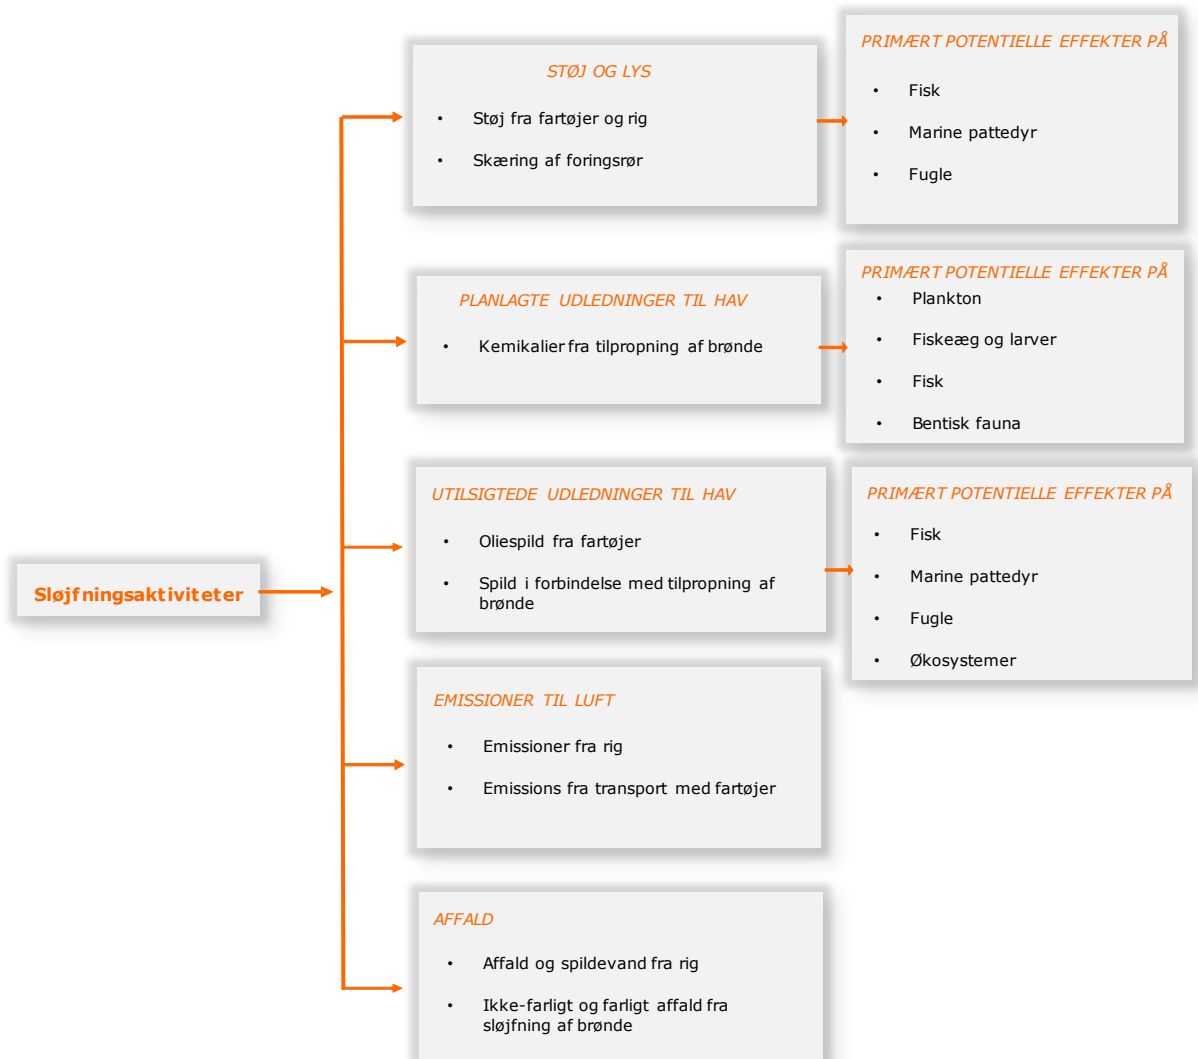 STØJ OG LYS
• Støj fra fartøjer og rig
• Skæring af foringsrør
PRIMÆRT POTENTIELLE EFFEKTER PÅ
• Fisk
• Marine pattedyr
• Fugle
PLANLAGTE UDLEDNINGER TIL HAV
• Kemikalier fra tilpropning af brønde
PRIMÆRT POTENTIELLE EFFEKTER PÅ
• Plankton
• Fiskeæg og larver
• Fisk
• Bentisk fauna
Sløjfningsaktiviteter
UTILSIGTEDE UDLEDNINGER TIL HAV
• Oliespild fra fartøjer
• Spild i forbindelse med tilpropning af
brønde
PRIMÆRT POTENTIELLE EFFEKTER PÅ
• Fisk
• Marine pattedyr
• Fugle
• Økosystemer
EMISSIONER TIL LUFT
• Emissioner fra rig
• Emissions fra transport med fartøjer
AFFALD
• Affald og spildevand fra rig
• Ikke-farligt og farligt affald fra
sløjfning af brønde